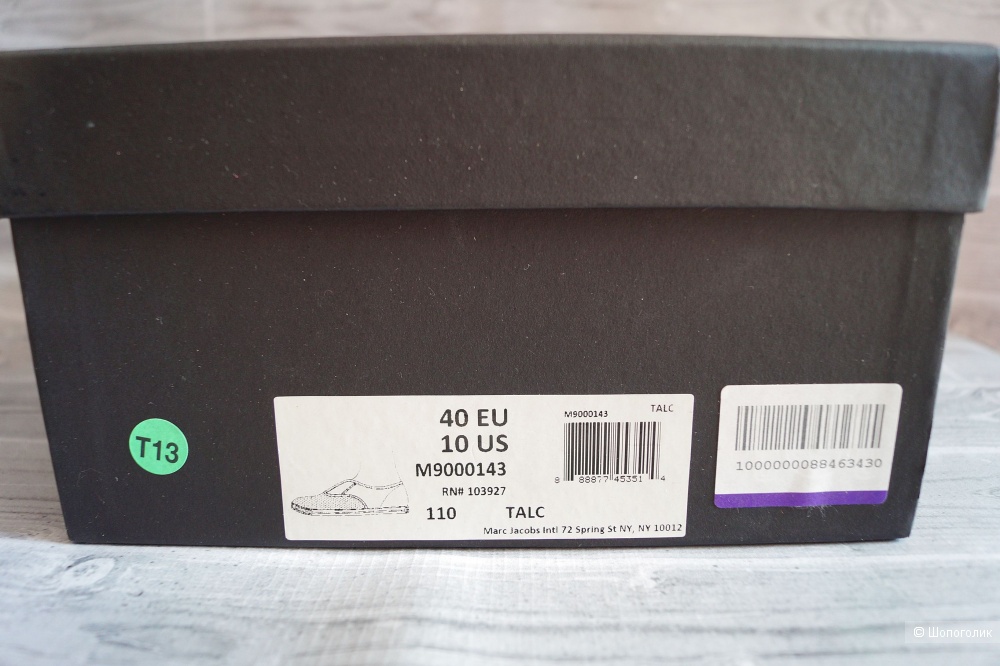 T13
40 EU
10 US
M9000143
RN# 103927
110 TALC
Marc Jacobs Intl 72 Spring St NY, NY 10012
M9000143 TALC
8 88877 45351 4
1000000088463430
© Шопоголик